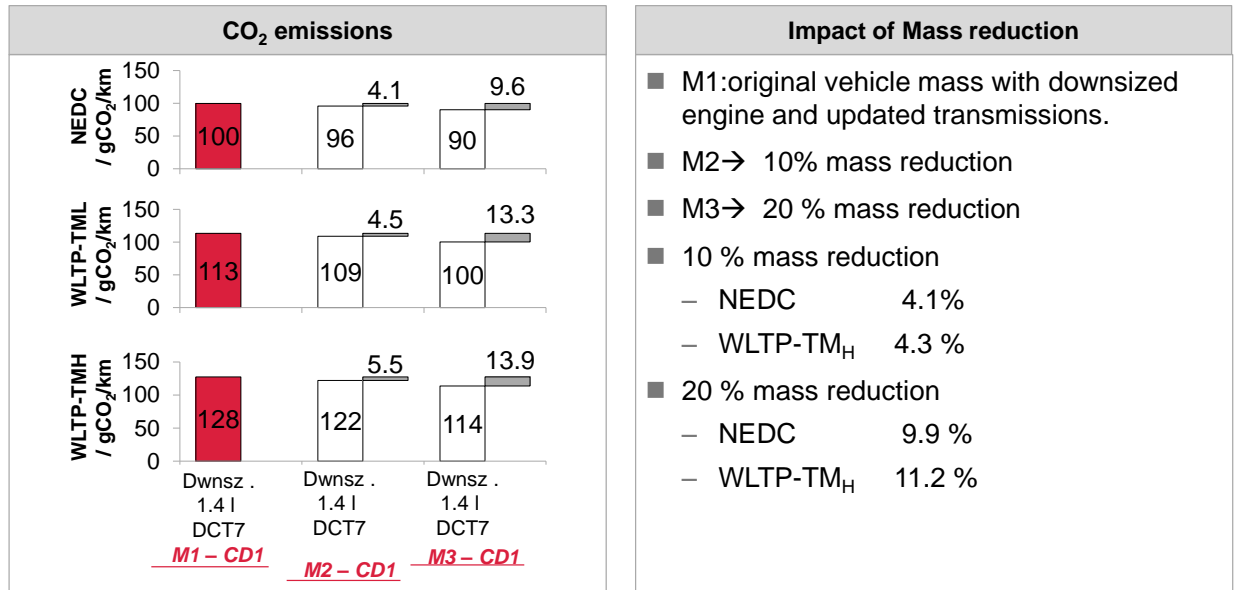 CO₂ emissions
NEDC
/ gCO₂/km
150
100
50
0
100
96
4.1
90
9.6
WLTP-TML
/ gCO₂/km
150
100
50
0
113
109
4.5
100
13.3
WLTP-TMH
/ gCO₂/km
150
100
50
0
128
122
5.5
114
13.9
Dwnsz .
1.4 l
DCT7
M1 – CD1
Dwnsz .
1.4 l
DCT7
M2 – CD1
Dwnsz .
1.4 l
DCT7
M3 – CD1
Impact of Mass reduction
■ M1:original vehicle mass with downsized
engine and updated transmissions.
■ M2→ 10% mass reduction
■ M3→ 20 % mass reduction
■ 10 % mass reduction
– NEDC 4.1%
– WLTP-TM_H 4.3 %
■ 20 % mass reduction
– NEDC 9.9 %
– WLTP-TM_H 11.2 %